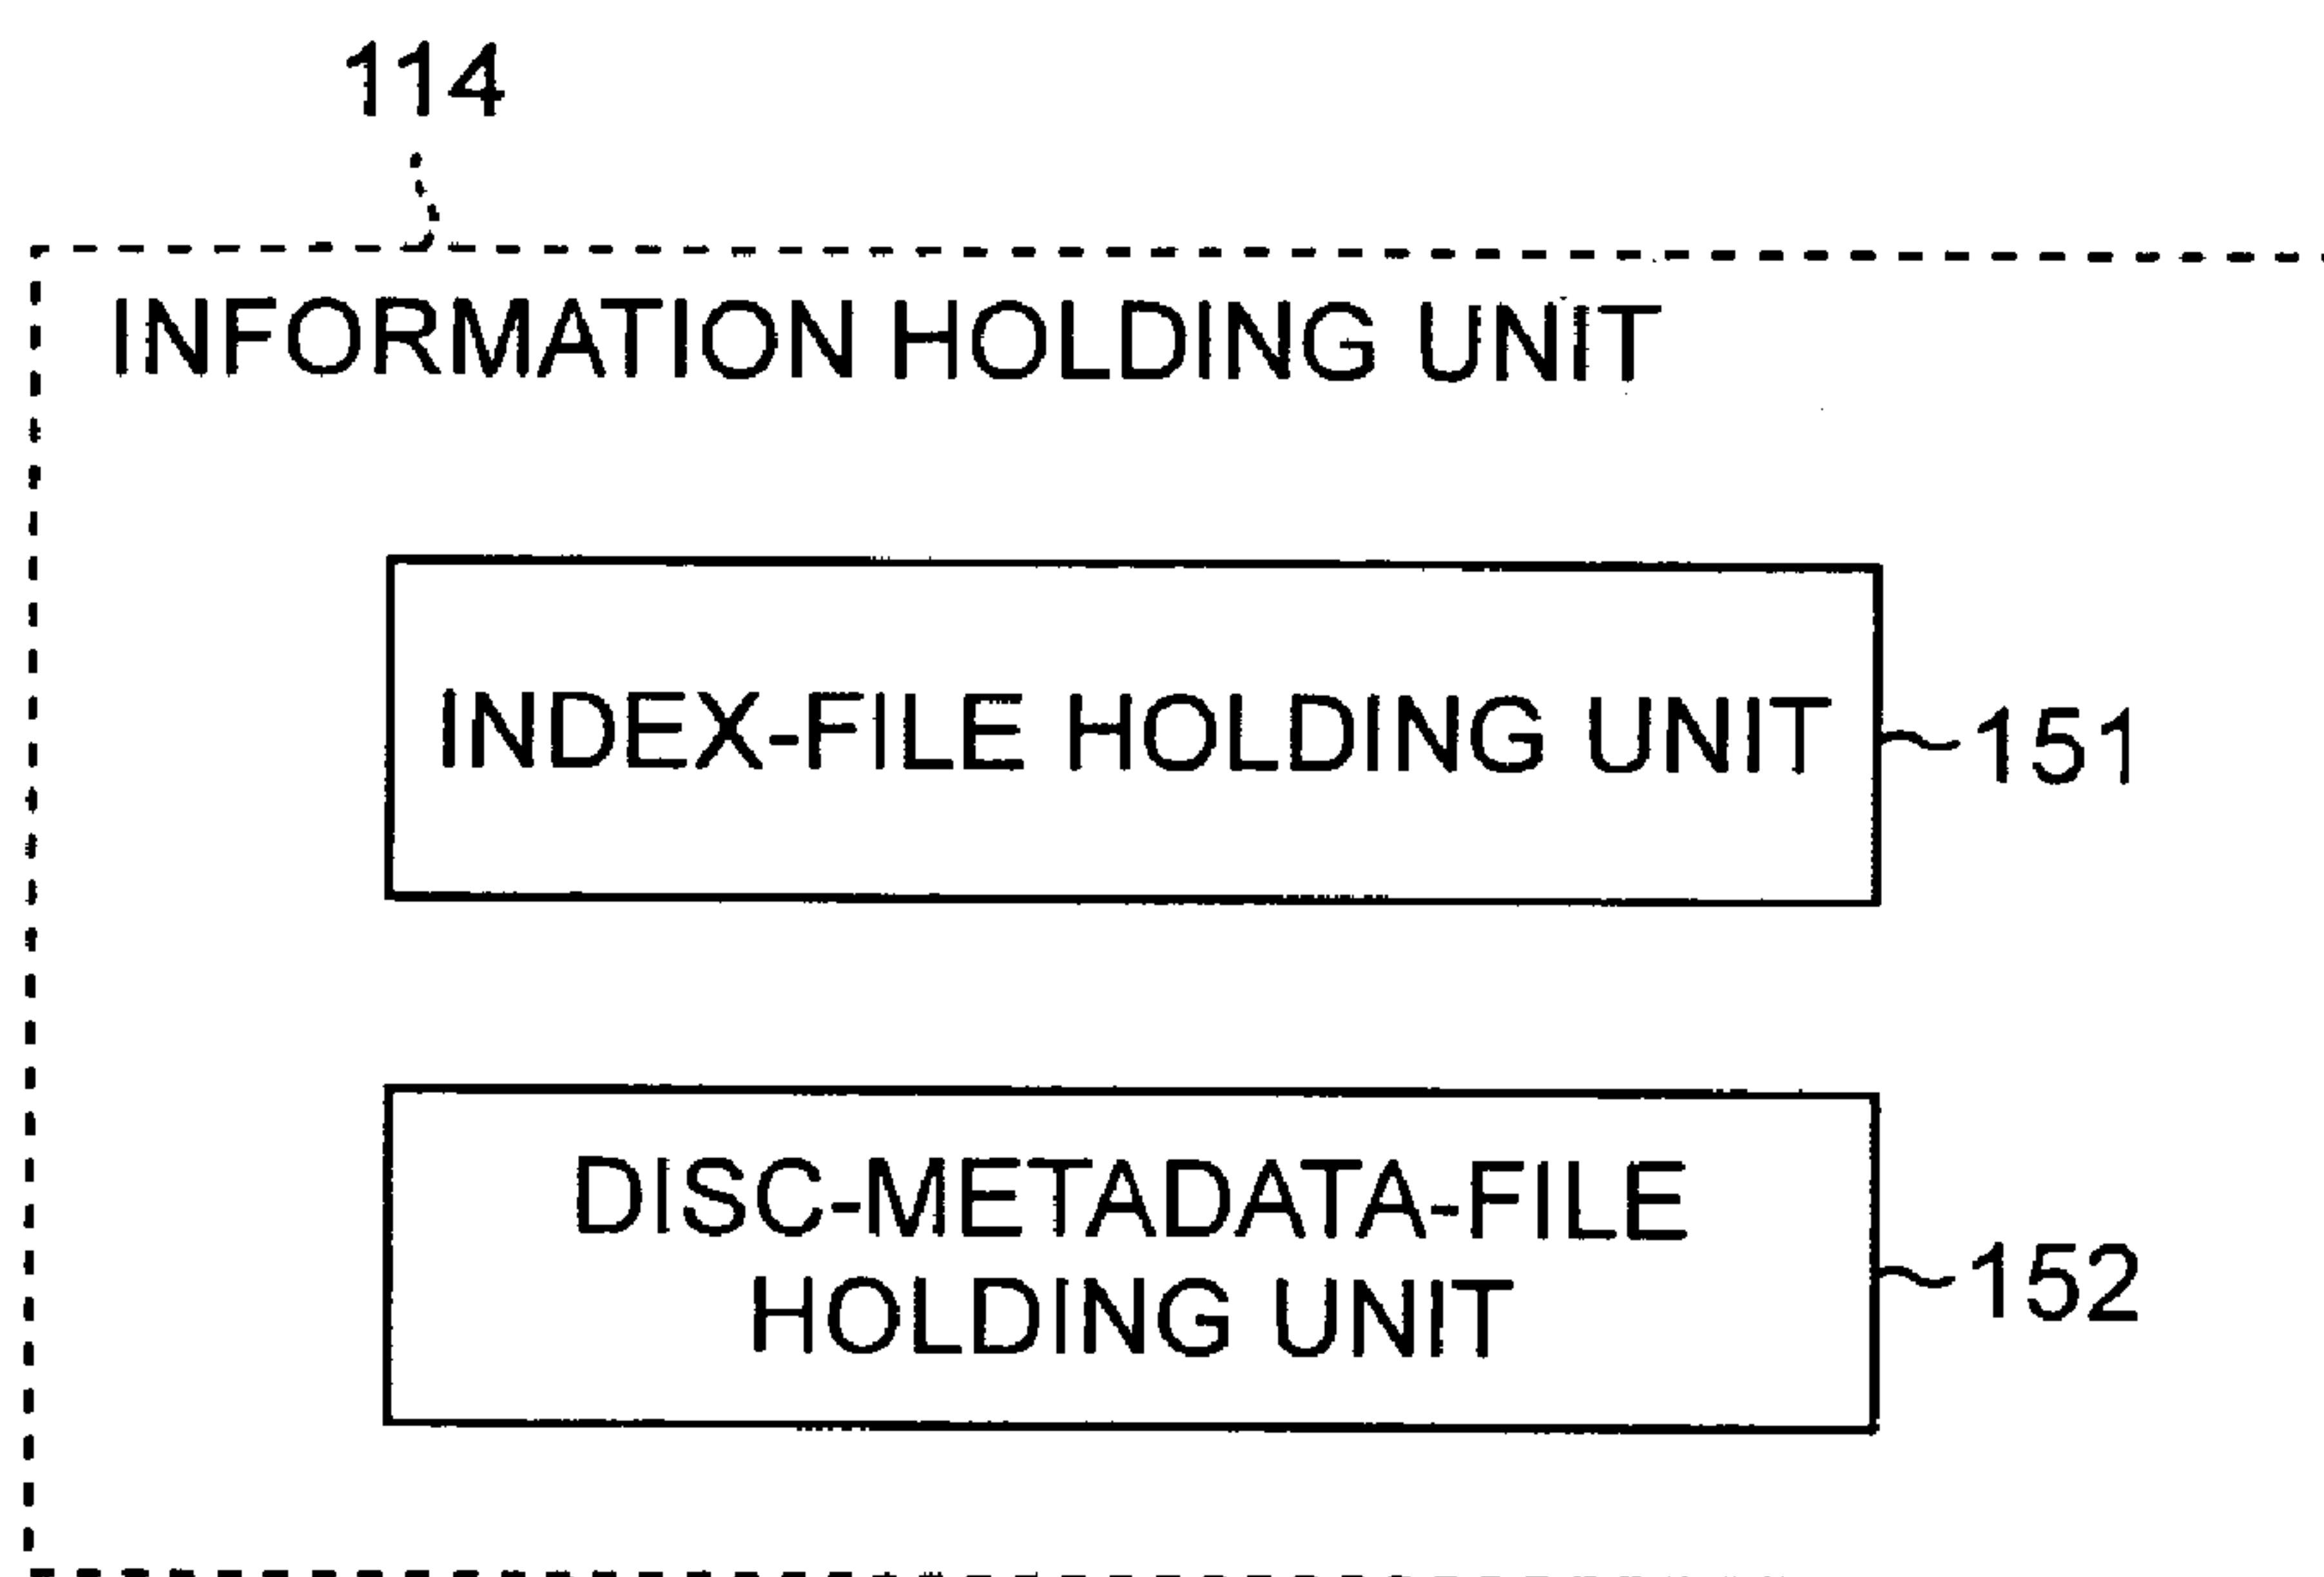 114
INFORMATION HOLDING UNIT
INDEX-FILE HOLDING UNIT
151
DISC-METADATA-FILE
HOLDING UNIT
152